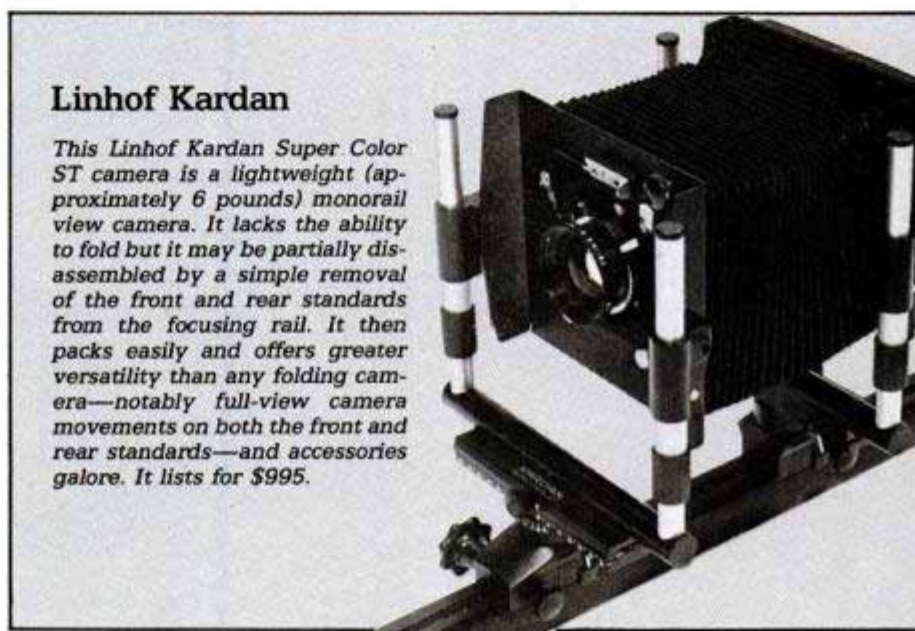 Linhof Kardan
This Linhof Kardan Super Color
ST camera is a lightweight (ap-
proximately 6 pounds) monorail
view camera. It lacks the ability
to fold but it may be partially dis-
assembled by a simple removal
of the front and rear standards
from the focusing rail. It then
packs easily and offers greater
versatility than any folding cam-
era—notably full-view camera
movements on both the front and
rear standards—and accessories
galore. It lists for $995.